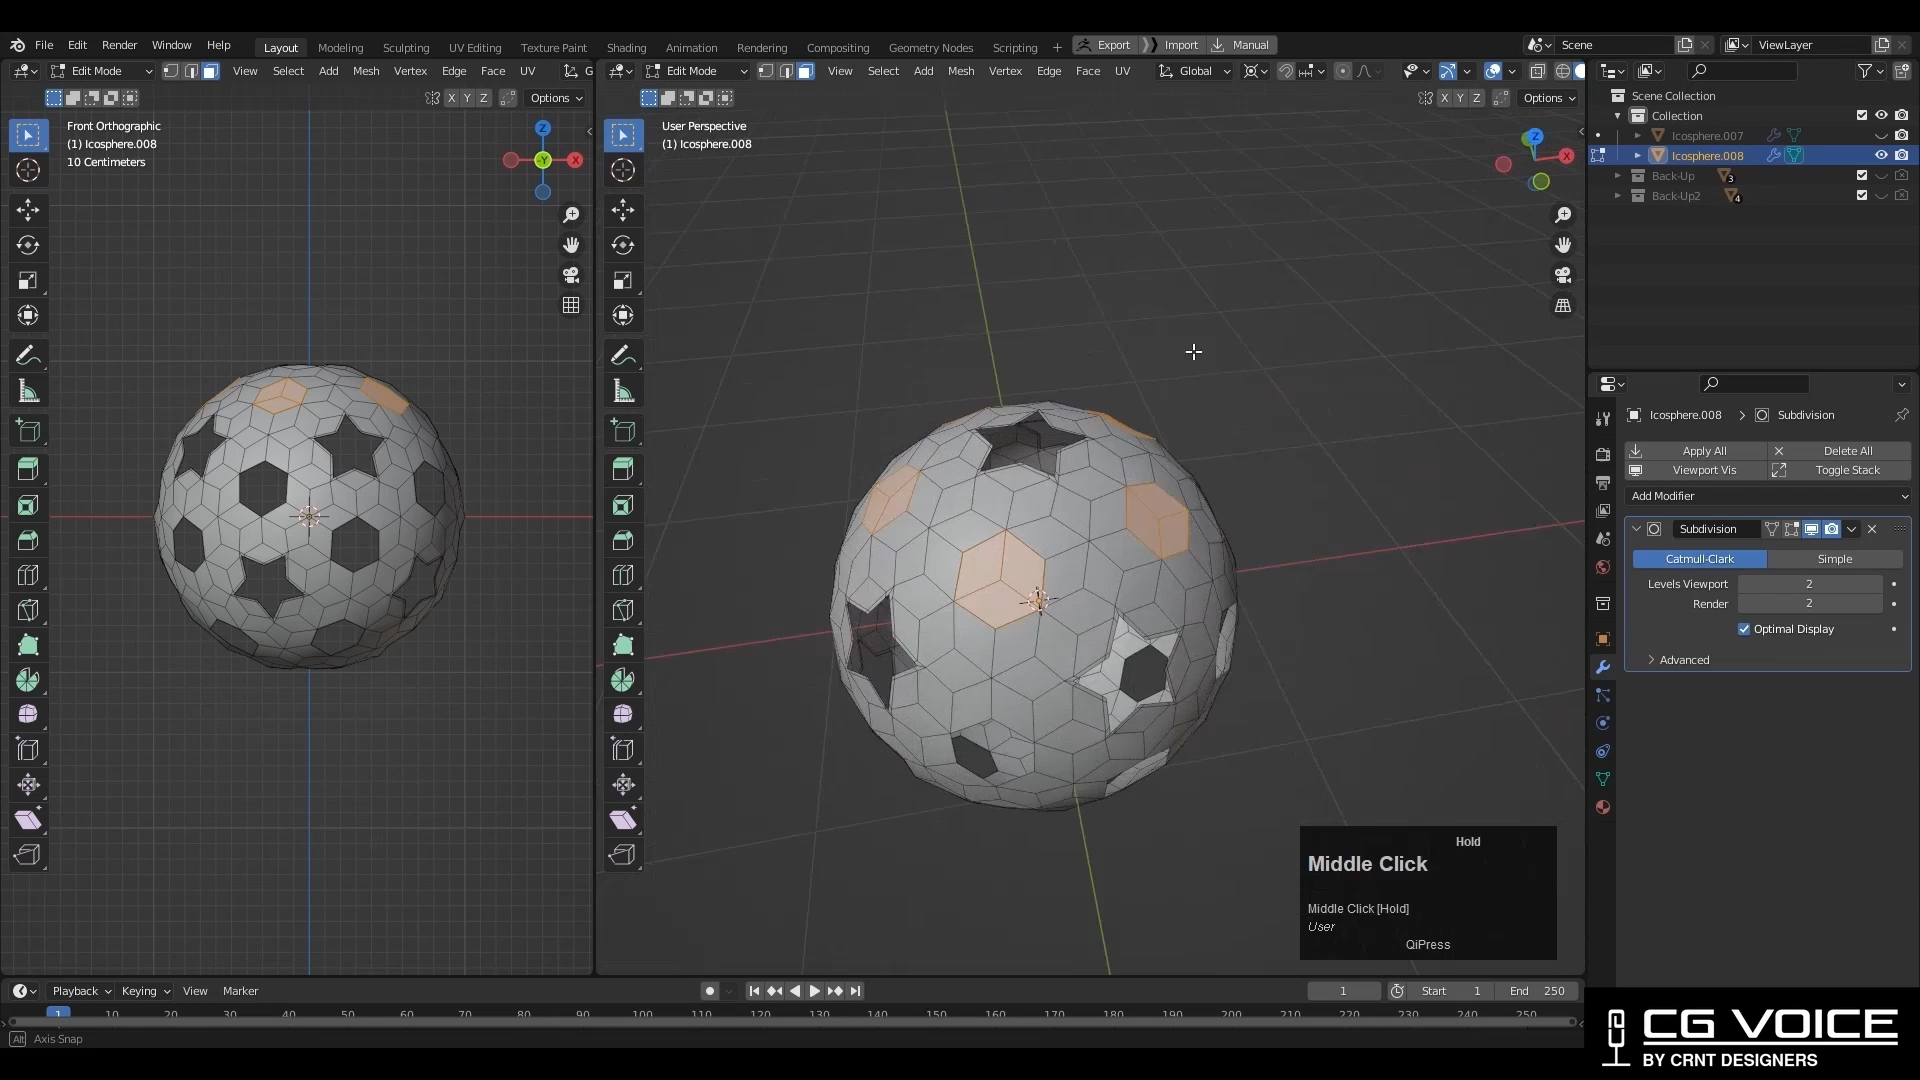 File Edit Render Window Help Layout Modeling Sculpting UV Editing Texture Paint Shading Animation Rendering Compositing Geometry Nodes Scripting + Export Import Manual Scene ViewLayer
Edit Mode View Select Add Mesh Vertex Edge Face UV G Edit Mode View Select Add Mesh Vertex Edge Face UV Global
X Y Z Options X Y Z Options
Scene Collection
Collection
Icosphere.007
Icosphere.008
Back-Up 3
Back-Up2 4
Front Orthographic
(1) Icosphere.008
10 Centimeters
Z
-Y X
User Perspective
(1) Icosphere.008
Z
X
Icosphere.008 > Subdivision
Apply All Delete All
Viewport Vis Toggle Stack
Add Modifier
Subdivision
Catmull-Clark Simple
Levels Viewport 2
Render 2
Optimal Display
Advanced
Hold
Middle Click
Middle Click [Hold]
User
QiPress
Playback Keying View Marker 1 Start 1 End 250
1 10 20 30 40 50 60 70 80 90 100 110 120 130 140 150 160 170 180 190 200 210 220 230 240 250
Alt Axis Snap
CG VOICE
BY CRNT DESIGNERS